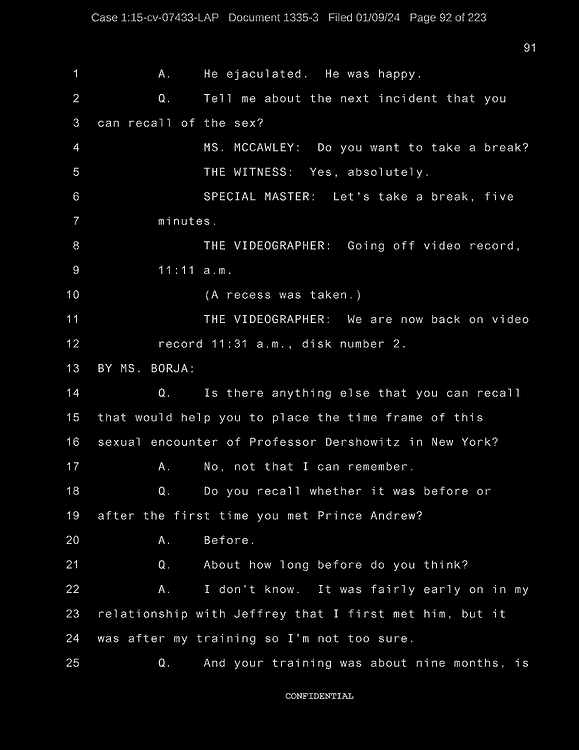 Case 1:15-cv-07433-LAP Document 1335-3 Filed 01/09/24 Page 92 of 223
91
1 A. He ejaculated. He was happy.
2 Q. Tell me about the next incident that you
3 can recall of the sex?
4 MS. MCCAWLEY: Do you want to take a break?
5 THE WITNESS: Yes, absolutely.
6 SPECIAL MASTER: Let's take a break, five
7 minutes.
8 THE VIDEOGRAPHER: Going off video record,
9 11:11 a.m.
10 (A recess was taken.)
11 THE VIDEOGRAPHER: We are now back on video
12 record 11:31 a.m., disk number 2.
13 BY MS. BORJA:
14 Q. Is there anything else that you can recall
15 that would help you to place the time frame of this
16 sexual encounter of Professor Dershowitz in New York?
17 A. No, not that I can remember.
18 Q. Do you recall whether it was before or
19 after the first time you met Prince Andrew?
20 A. Before.
21 Q. About how long before do you think?
22 A. I don't know. It was fairly early on in my
23 relationship with Jeffrey that I first met him, but it
24 was after my training so I'm not too sure.
25 Q. And your training was about nine months, is
CONFIDENTIAL